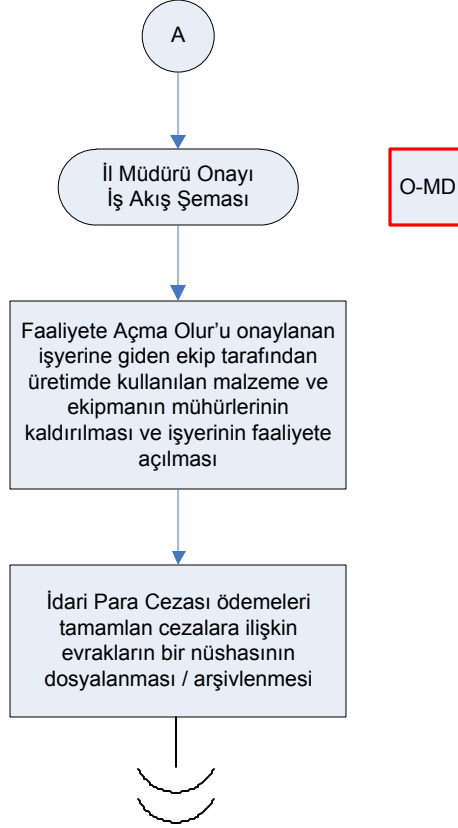 A
İl Müdürü Onayı
İş Akış Şeması
O-MD
Faaliyete Açma Olur'u onaylanan
işyerine giden ekip tarafından
üretimde kullanılan malzeme ve
ekipmanın mühürlerinin
kaldırılması ve işyerinin faaliyete
açılması
İdari Para Cezası ödemeleri
tamamlan cezalara ilişkin
evrakların bir nüshasının
dosyalanması / arşivlenmesi